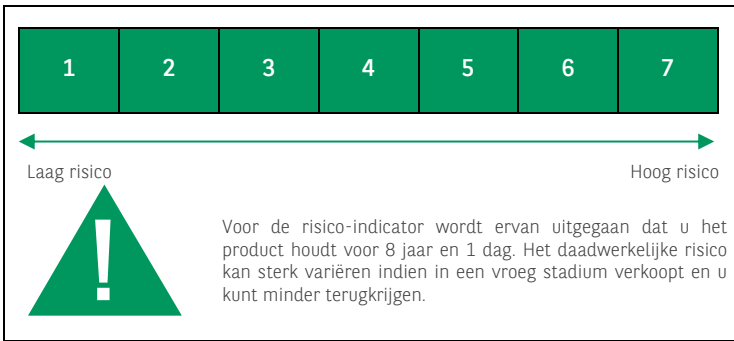 1 2 3 4 5 6 7
Laag risico Hoog risico
!
Voor de risico-indicator wordt ervan uitgegaan dat u het
product houdt voor 8 jaar en 1 dag. Het daadwerkelijke risico
kan sterk variëren indien in een vroeg stadium verkoopt en u
kunt minder terugkrijgen.